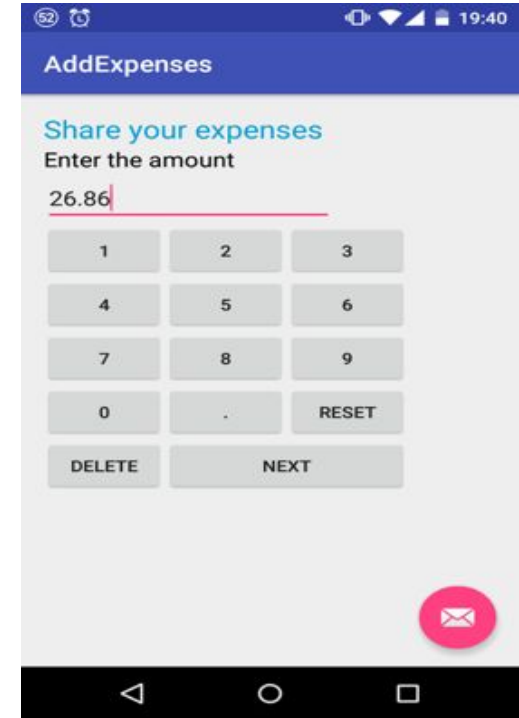 52 19:40
AddExpenses
Share your expenses
Enter the amount
26.86
1 2 3
4 5 6
7 8 9
0 . RESET
DELETE NEXT